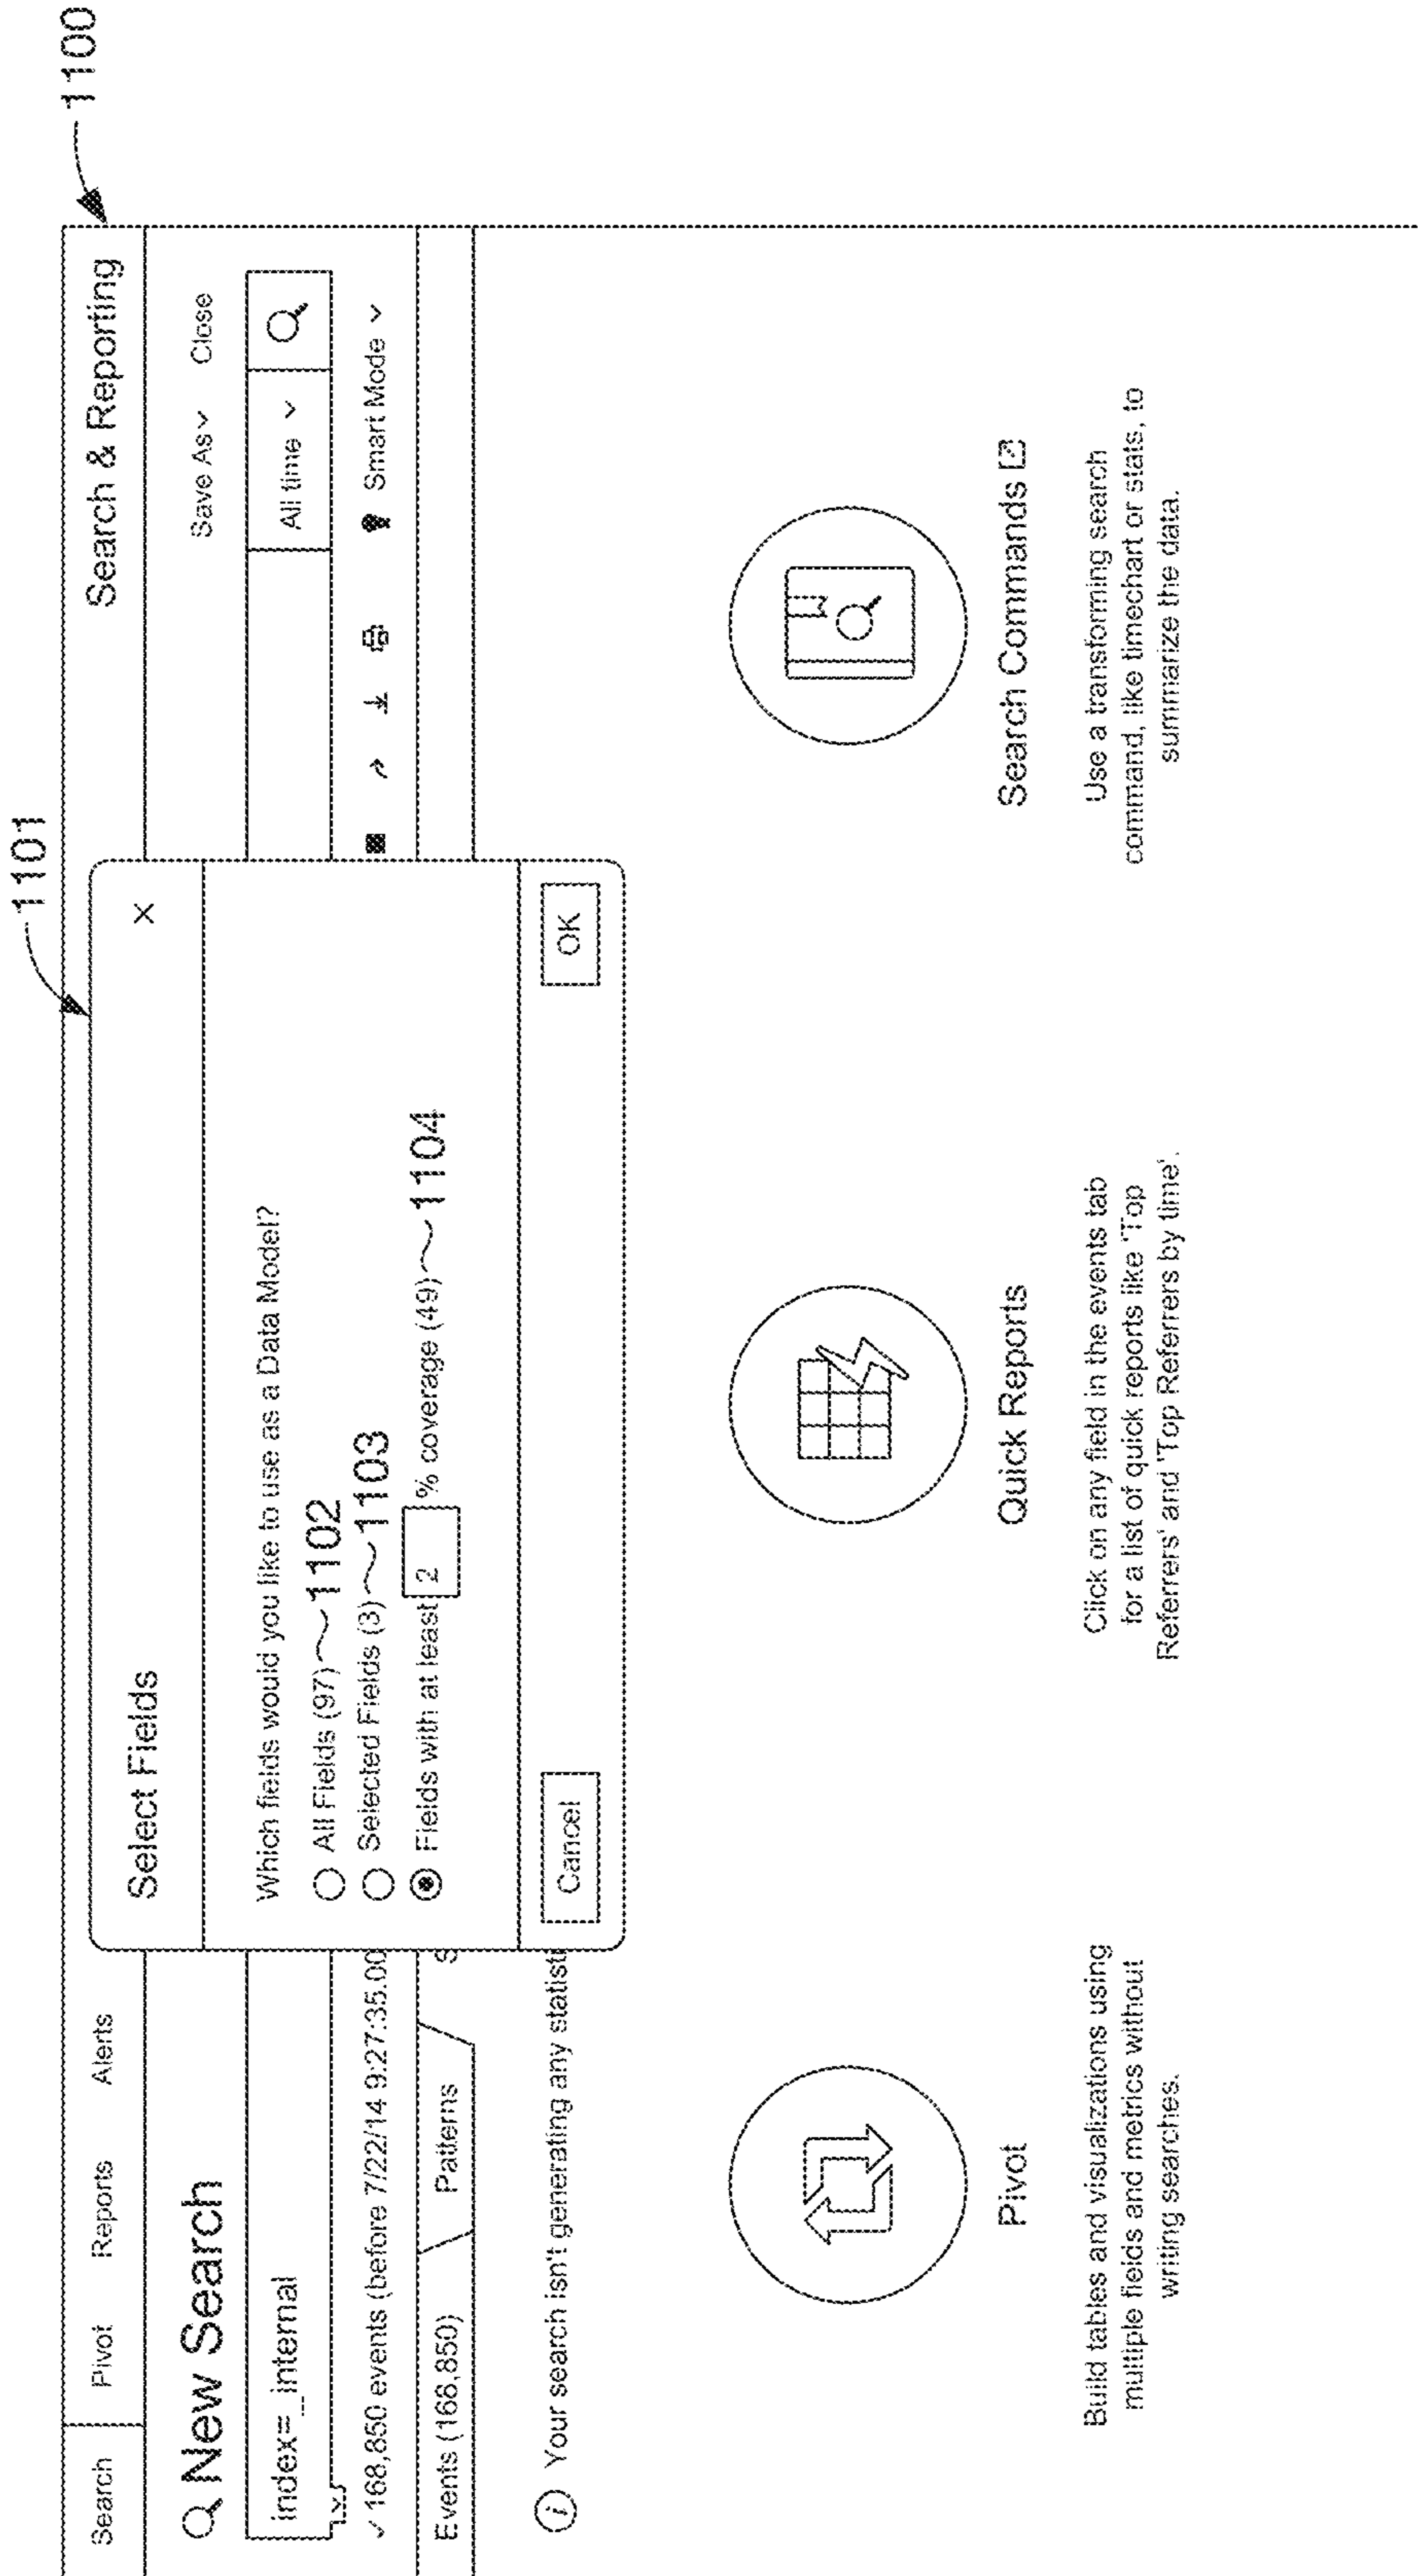 1100
1101
Search Pivot Reports Alerts Search & Reporting
New Search
Save As Close
index=_internal All time
✓ 168,850 events (before 7/22/14 9:27:35.00 Smart Mode
Events (168,850) Patterns S
Your search isn't generating any statisti
Select Fields ×
Which fields would you like to use as a Data Model?
All Fields (97) 1102
Selected Fields (3) 1103
Fields with at least 2 % coverage (49) 1104
Cancel OK
Pivot
Build tables and visualizations using
multiple fields and metrics without
writing searches.
Quick Reports
Click on any field in the events tab
for a list of quick reports like 'Top
Referrers' and 'Top Referrers by time'.
Search Commands
Use a transforming search
command, like timechart or stats, to
summarize the data.